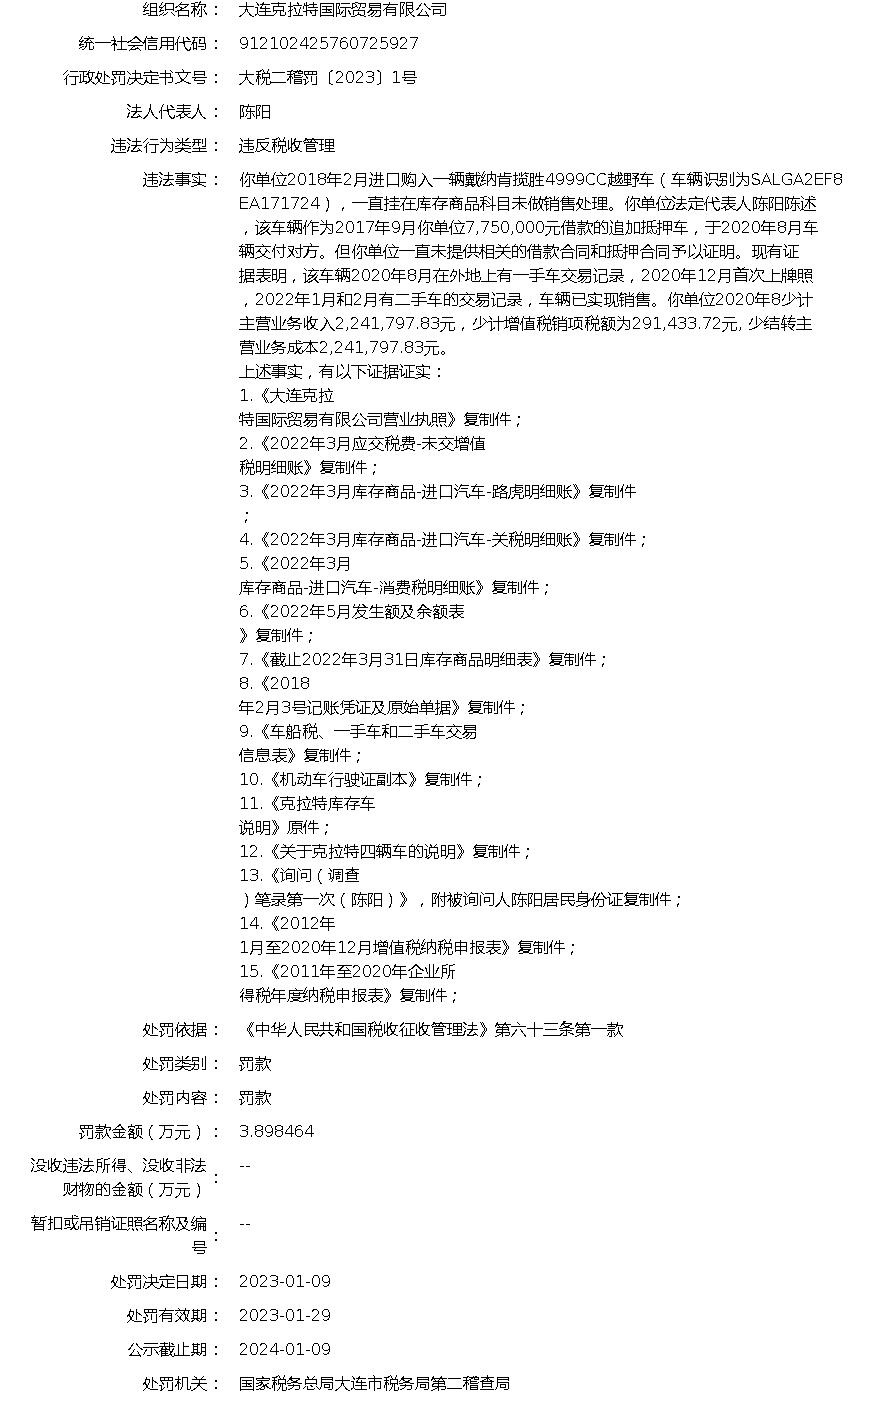 组织名称： 大连克拉特国际贸易有限公司
统一社会信用代码： 912102425760725927
行政处罚决定书文号： 大税二稽罚〔2023〕1号
法人代表人： 陈阳
违法行为类型： 违反税收管理
违法事实： 你单位2018年2月进口购入一辆戴纳肯揽胜4999CC越野车（车辆识别为SALGA2EF8
EA171724），一直挂在库存商品科目未做销售处理。你单位法定代表人陈阳陈述
，该车辆作为2017年9月你单位7,750,000元借款的追加抵押车，于2020年8月车
辆交付对方。但你单位一直未提供相关的借款合同和抵押合同予以证明。现有证
据表明，该车辆2020年8月在外地上有一手车交易记录，2020年12月首次上牌照
，2022年1月和2月有二手车的交易记录，车辆已实现销售。你单位2020年8少计
主营业务收入2,241,797.83元，少计增值税销项税额为291,433.72元, 少结转主
营业务成本2,241,797.83元。
上述事实，有以下证据证实：
1.《大连克拉
特国际贸易有限公司营业执照》复制件；
2.《2022年3月应交税费-未交增值
税明细账》复制件；
3.《2022年3月库存商品-进口汽车-路虎明细账》复制件
；
4.《2022年3月库存商品-进口汽车-关税明细账》复制件；
5.《2022年3月
库存商品-进口汽车-消费税明细账》复制件；
6.《2022年5月发生额及余额表
》复制件；
7.《截止2022年3月31日库存商品明细表》复制件；
8.《2018
年2月3号记账凭证及原始单据》复制件；
9.《车船税、一手车和二手车交易
信息表》复制件；
10.《机动车行驶证副本》复制件；
11.《克拉特库存车
说明》原件；
12.《关于克拉特四辆车的说明》复制件；
13.《询问（调查
）笔录第一次（陈阳）》，附被询问人陈阳居民身份证复制件；
14.《2012年
1月至2020年12月增值税纳税申报表》复制件；
15.《2011年至2020年企业所
得税年度纳税申报表》复制件；
处罚依据： 《中华人民共和国税收征收管理法》第六十三条第一款
处罚类别： 罚款
处罚内容： 罚款
罚款金额（万元）： 3.898464
没收违法所得、没收非法
财物的金额（万元）： --
暂扣或吊销证照名称及编
号： --
处罚决定日期： 2023-01-09
处罚有效期： 2023-01-29
公示截止期： 2024-01-09
处罚机关： 国家税务总局大连市税务局第二稽查局